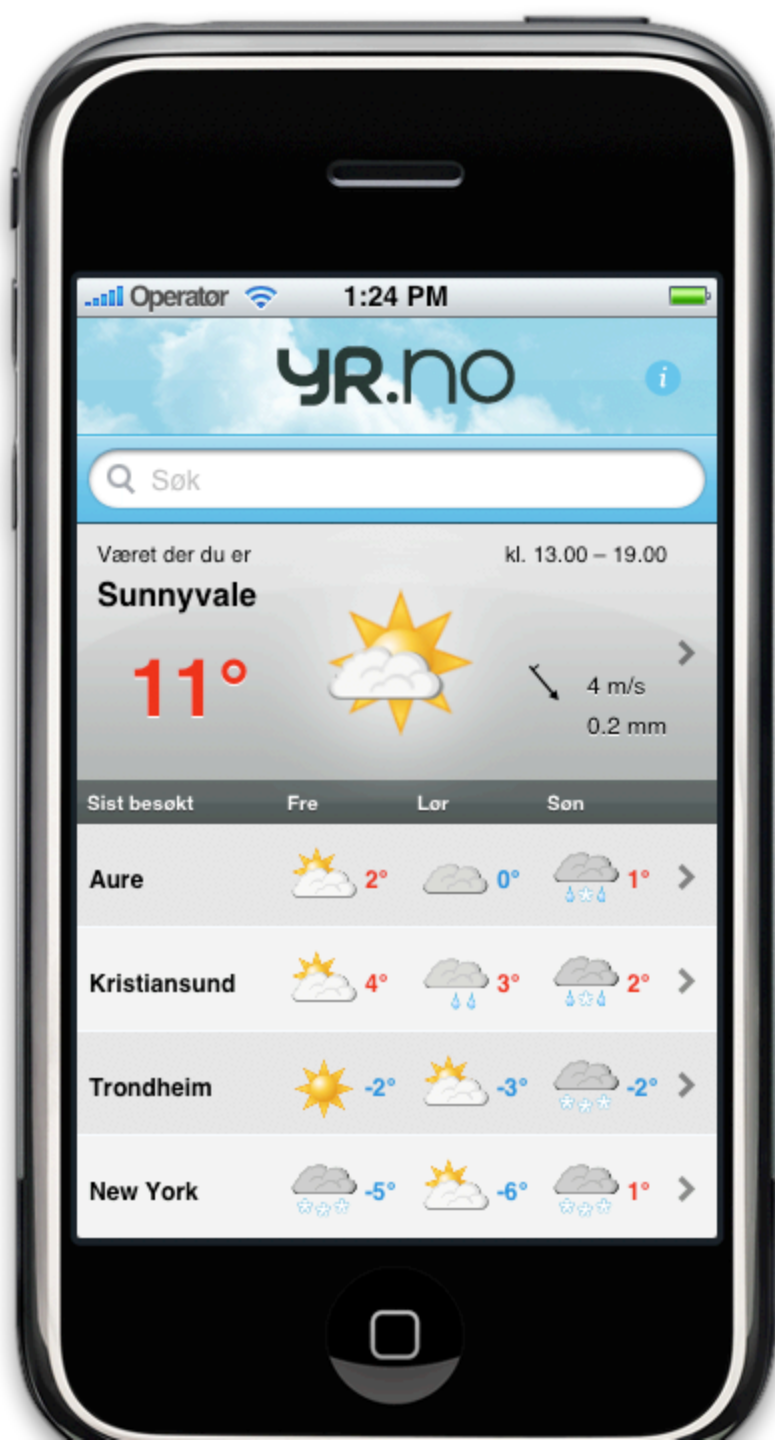 Operatør 1:24 PM
YR.no
i
Søk
Været der du er kl. 13.00 – 19.00
Sunnyvale
11°
4 m/s
0.2 mm
Sist besøkt Fre Lør Søn
Aure 2° 0° 1°
Kristiansund 4° 3° 2°
Trondheim -2° -3° -2°
New York -5° -6° 1°